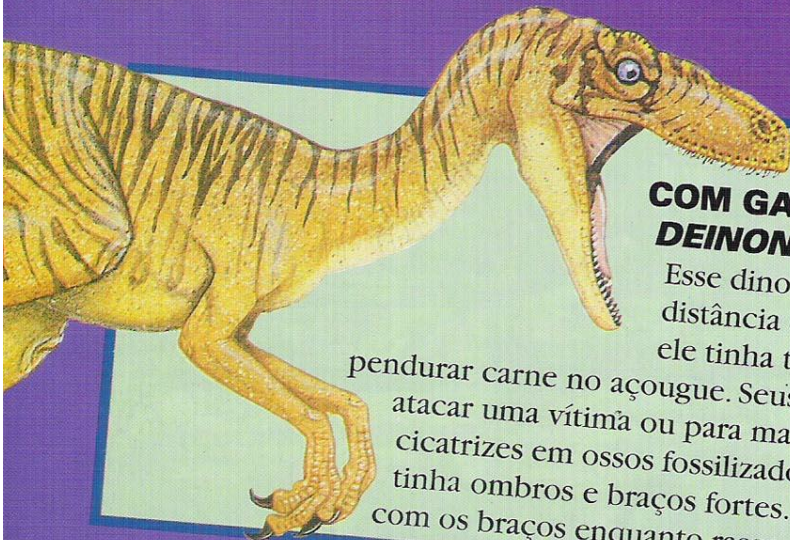 COM GA
DEINON
Esse dino
distância
ele tinha t
pendurar carne no açougue. Seus
atacar uma vítima ou para ma
cicatrizes em ossos fossilizado
tinha ombros e braços fortes.
com os braços enquanto